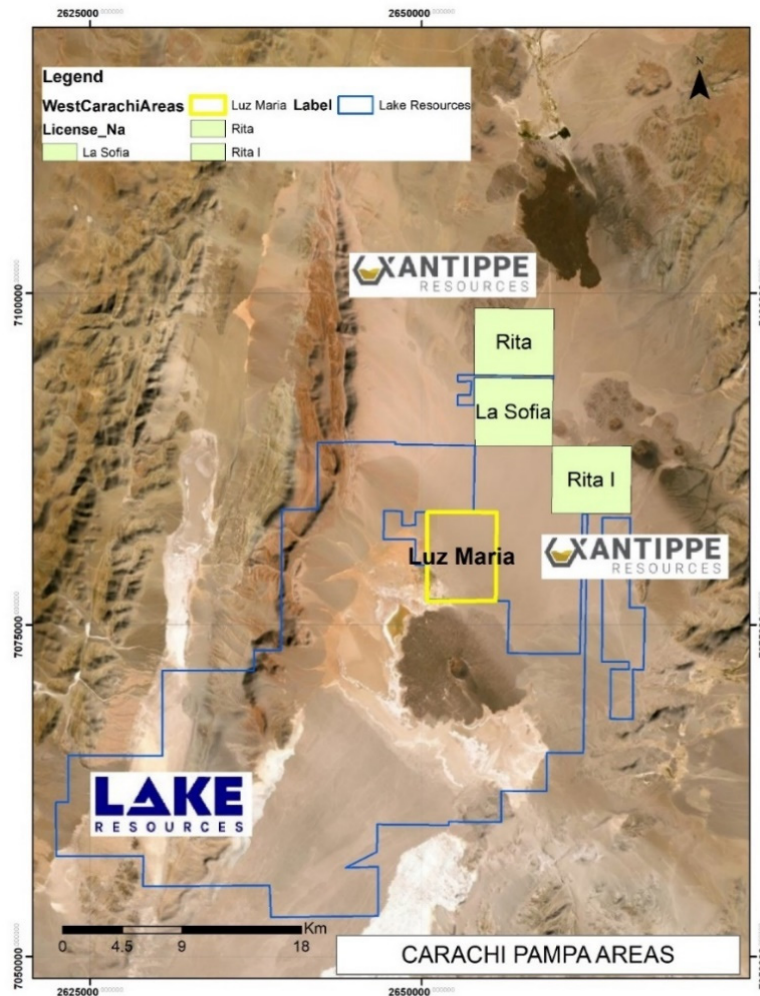 2625000
2650000
Legend
WestCarachiAreas Luz Maria Label Lake Resources
License_Na Rita
La Sofia Rita I
N
XANTIPPE
RESOURCES
7100000
Rita
La Sofia
Rita I
Luz Maria
XANTIPPE
RESOURCES
7075000
LAKE
RESOURCES
Km
0 4.5 9 18
CARACHI PAMPA AREAS
7050000
2625000
2650000